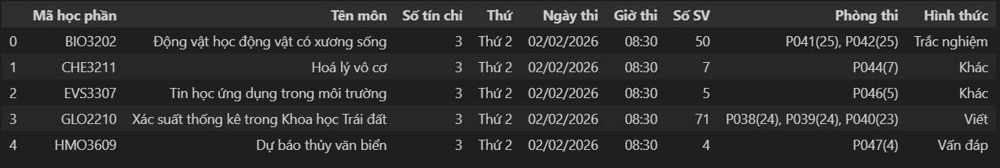 Mã học phần Tên môn Số tín chỉ Thứ Ngày thi Giờ thi Số SV Phòng thi Hình thức
0 BIO3202 Động vật học động vật có xương sống 3 Thứ 2 02/02/2026 08:30 50 P041(25), P042(25) Trắc nghiệm
1 CHE3211 Hoá lý vô cơ 3 Thứ 2 02/02/2026 08:30 7 P044(7) Khác
2 EVS3307 Tin học ứng dụng trong môi trường 3 Thứ 2 02/02/2026 08:30 5 P046(5) Khác
3 GLO2210 Xác suất thống kê trong Khoa học Trái đất 3 Thứ 2 02/02/2026 08:30 71 P038(24), P039(24), P040(23) Viết
4 HMO3609 Dự báo thủy văn biển 3 Thứ 2 02/02/2026 08:30 4 P047(4) Vấn đáp